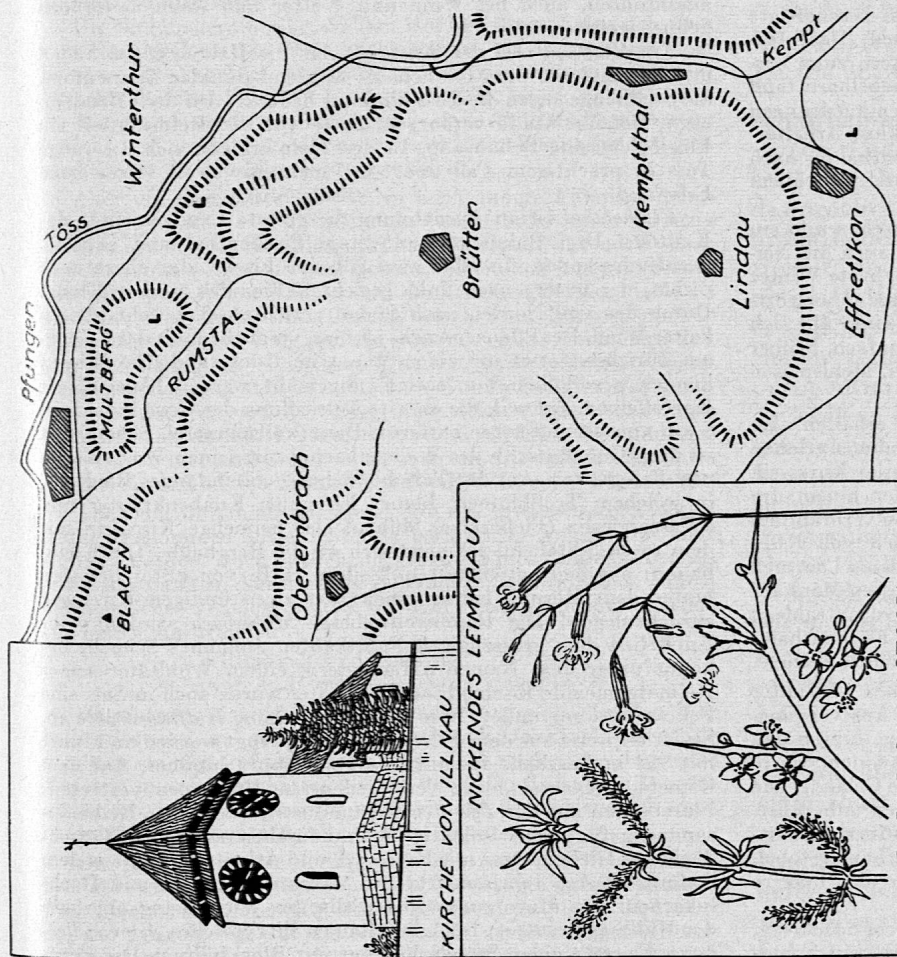 Pfungen
Töss
Winterthur
Kempt
MULTBERG
RUMSTAL
Brütten
Kemptthal
Lindau
Effretikon
BLAUEN
Oberembrach
KIRCHE VON ILLNAU
NICKENDES LEIMKRAUT